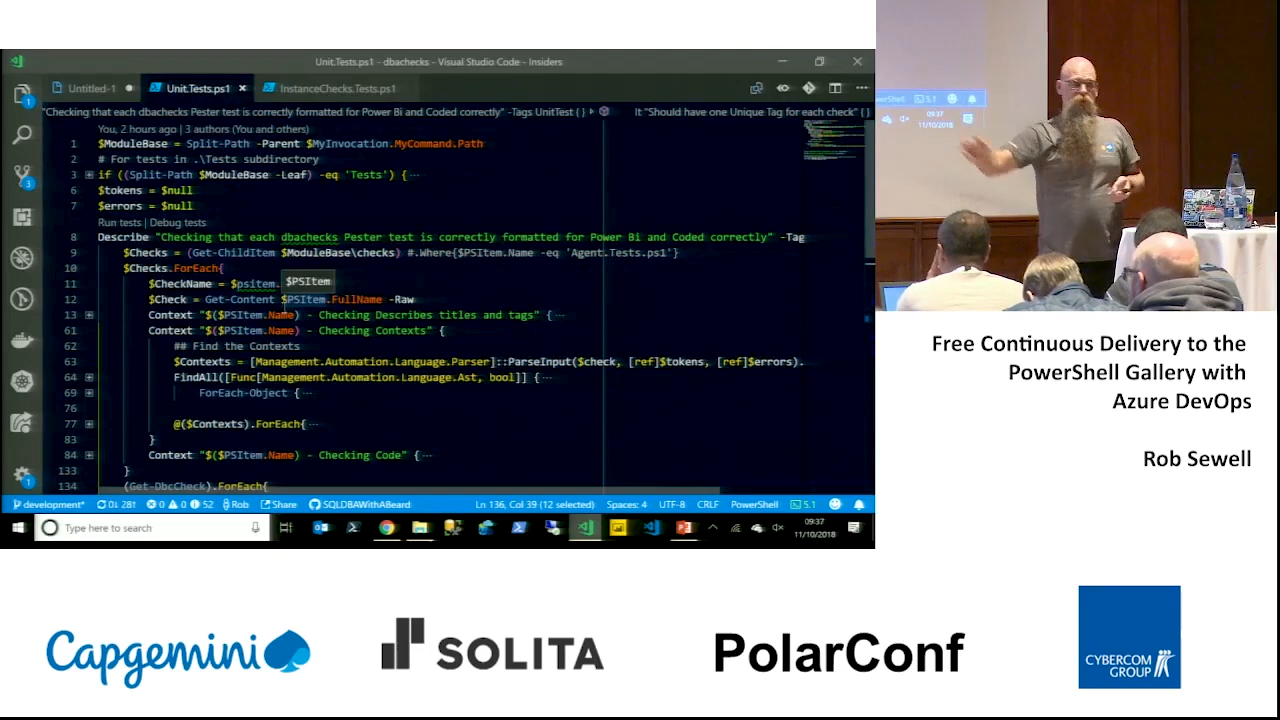 Unit.Tests.ps1 - dbachecks - Visual Studio Code - Insiders
Untitled-1
Unit.Tests.ps1
InstanceChecks.Tests.ps1
"Checking that each dbachecks Pester test is correctly formatted for Power Bi and Coded correctly" -Tags UnitTest { }
It "Should have one Unique Tag for each check" { }
You, 2 hours ago | 3 authors (You and others)
1 $ModuleBase = Split-Path -Parent $MyInvocation.MyCommand.Path
2 # For tests in .\Tests subdirectory
3 if ((Split-Path $ModuleBase -Leaf) -eq 'Tests') { ...
6 $tokens = $null
7 $errors = $null
Run tests | Debug tests
8 Describe "Checking that each dbachecks Pester test is correctly formatted for Power Bi and Coded correctly" -Tag
9 $Checks = (Get-ChildItem $ModuleBase\checks) #.Where{$PSItem.Name -eq 'Agent.Tests.ps1'}
10 $Checks.ForEach{
$PSItem
11 $CheckName = $psitem.
12 $Check = Get-Content $PSItem.FullName -Raw
13 Context "$($PSItem.Name) - Checking Describes titles and tags" { ...
61 Context "$($PSItem.Name) - Checking Contexts" {
62 ## Find the Contexts
63 $Contexts = [Management.Automation.Language.Parser]::ParseInput($check, [ref]$tokens, [ref]$errors).
64 FindAll([Func[Management.Automation.Language.Ast, bool]] { ...
69 ForEach-Object { ...
76
77 @($Contexts).ForEach{ ...
83 }
84 Context "$($PSItem.Name) - Checking Code" { ...
133 }
134 (Get-DbcCheck).ForEach{
development* 0↓ 28↑ 0 0 52 Rob Share SQLDBAWithABeard Ln 136, Col 39 (12 selected) Spaces: 4 UTF-8 CRLF PowerShell 5.1
Type here to search
09:37
11/10/2018
5.1
09:37
11/10/2018
Free Continuous Delivery to the
PowerShell Gallery with
Azure DevOps
Rob Sewell
Capgemini
SOLITA
PolarConf
CYBERCOM
GROUP